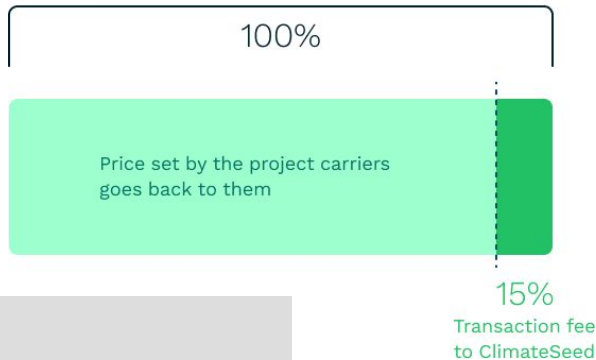 100%
Price set by the project carriers
goes back to them
15%
Transaction fee
to ClimateSeed